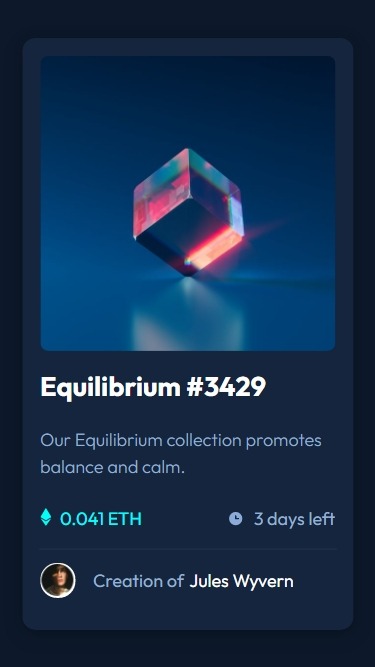 Equilibrium #3429
Our Equilibrium collection promotes
balance and calm.
0.041 ETH
3 days left
Creation of Jules Wyvern